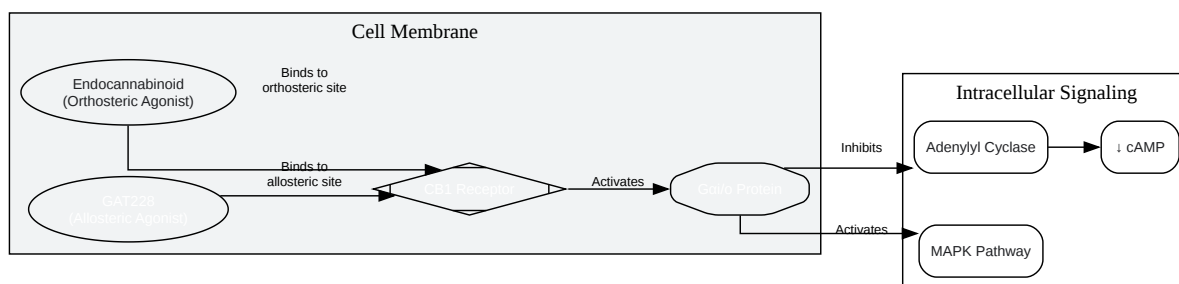 Cell Membrane
Endocannabinoid
(Orthosteric Agonist)
Binds to
orthosteric site
Binds to
allosteric site
GAT228
(Allosteric Agonist)
CB1 Receptor
Activates
Gαi/o Protein
Inhibits
Activates
Intracellular Signaling
Adenylyl Cyclase
↓ cAMP
MAPK Pathway